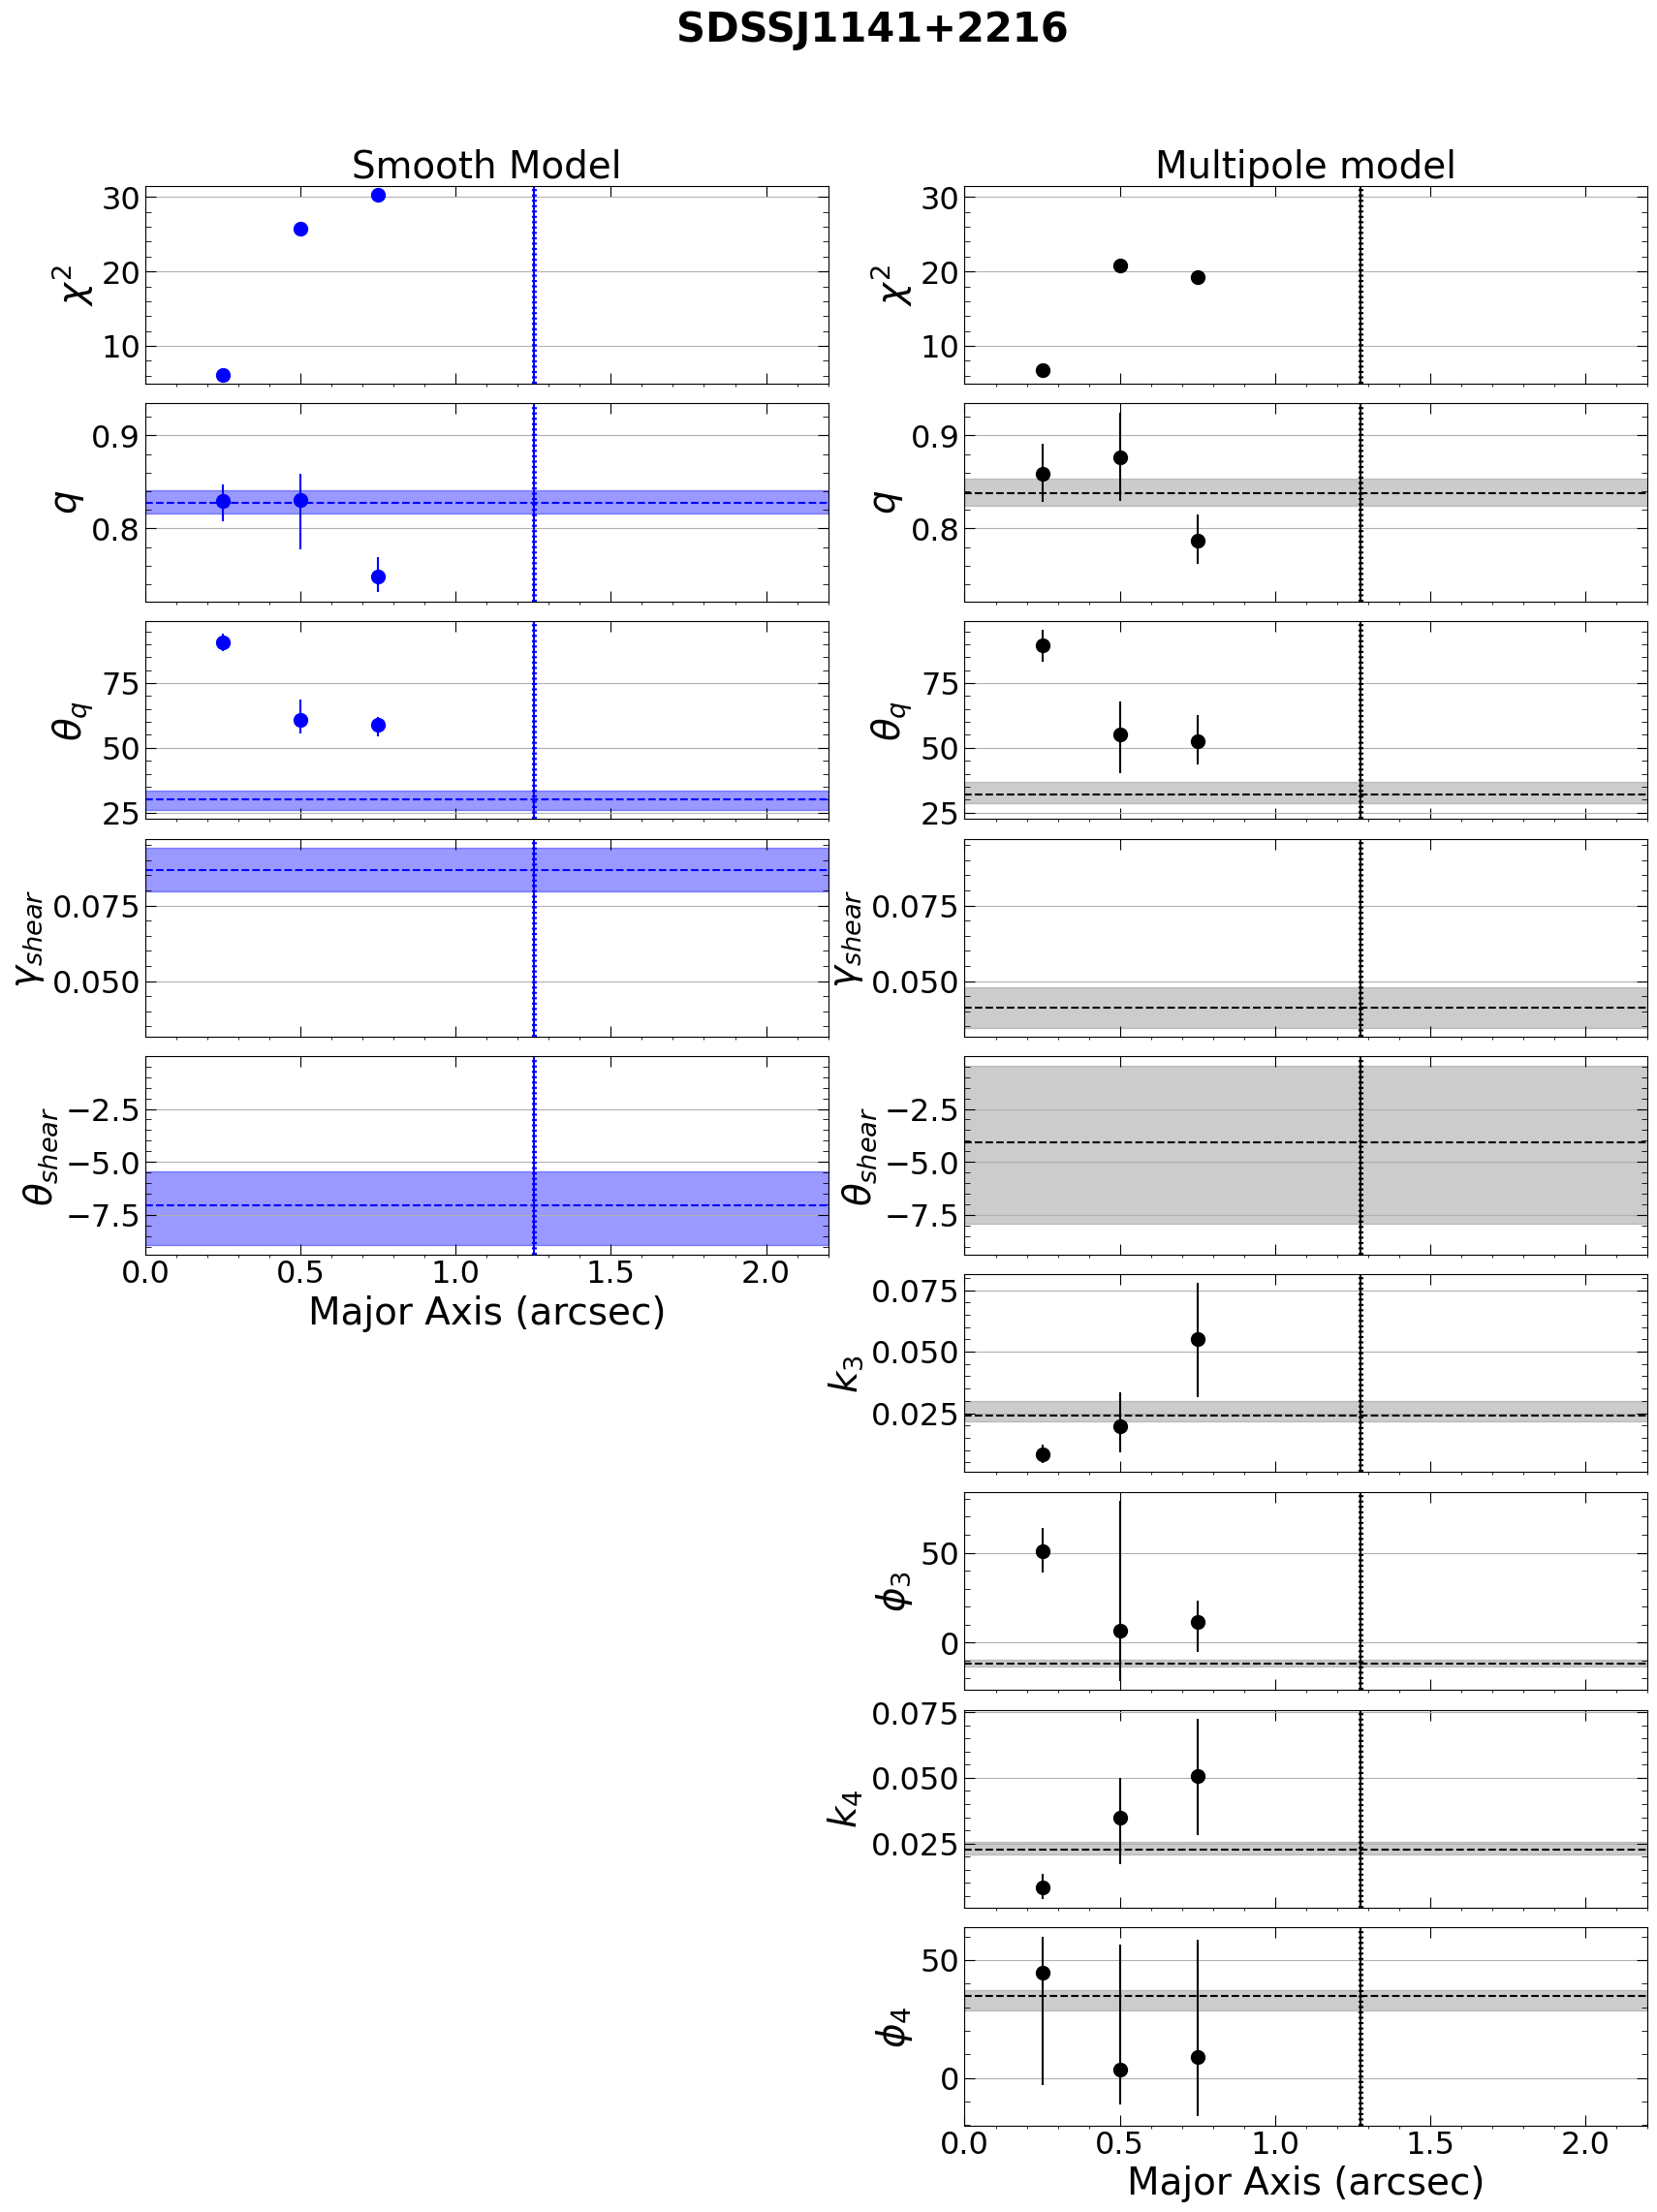 SDSSJ1141+2216
Smooth Model
30
20
10
χ²
0.9
0.8
q
75
50
25
θq
0.075
0.050
γshear
−2.5
−5.0
−7.5
θshear
0.0 0.5 1.0 1.5 2.0
Major Axis (arcsec)
Multipole model
30
20
10
χ²
0.9
0.8
q
75
50
25
θq
0.075
0.050
γshear
−2.5
−5.0
−7.5
θshear
0.075
0.050
0.025
k₃
50
0
ϕ₃
0.075
0.050
0.025
k₄
50
0
ϕ₄
0.0 0.5 1.0 1.5 2.0
Major Axis (arcsec)